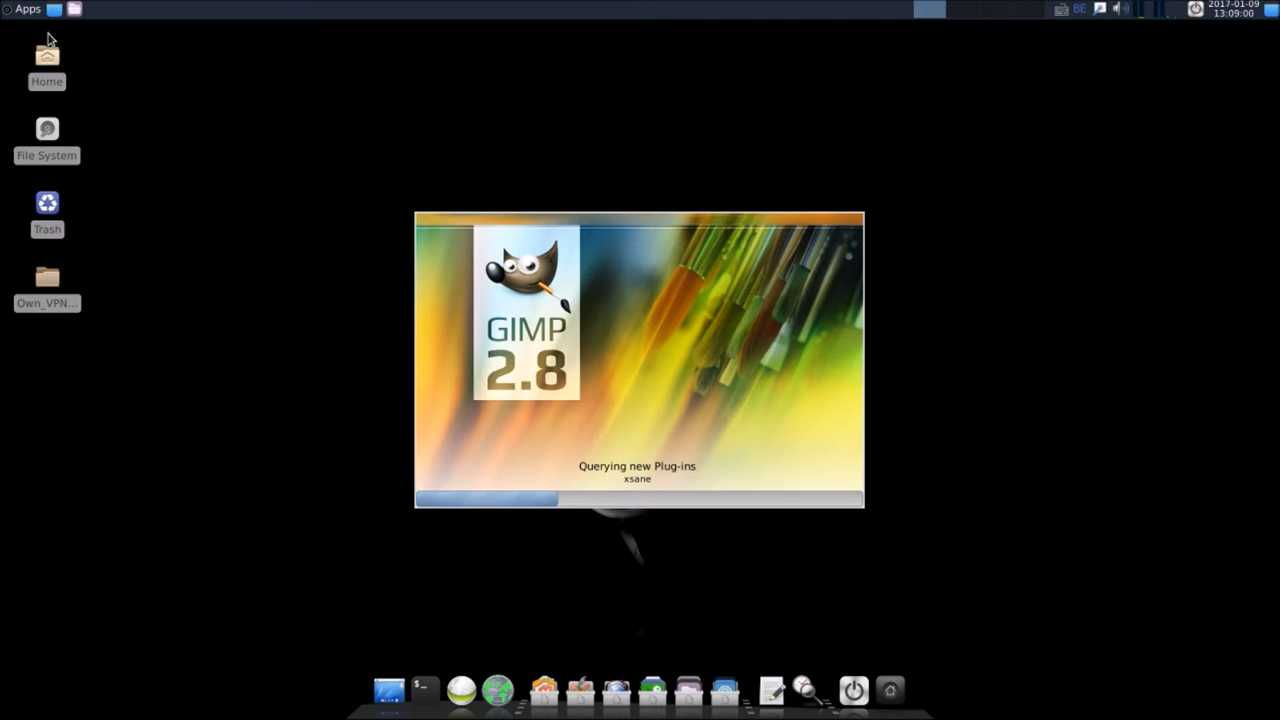 Apps
BE
2017-01-09
13:09:00
Home
File System
Trash
Own_VPN...
GIMP
2.8
Querying new Plug-ins
xsane
$_